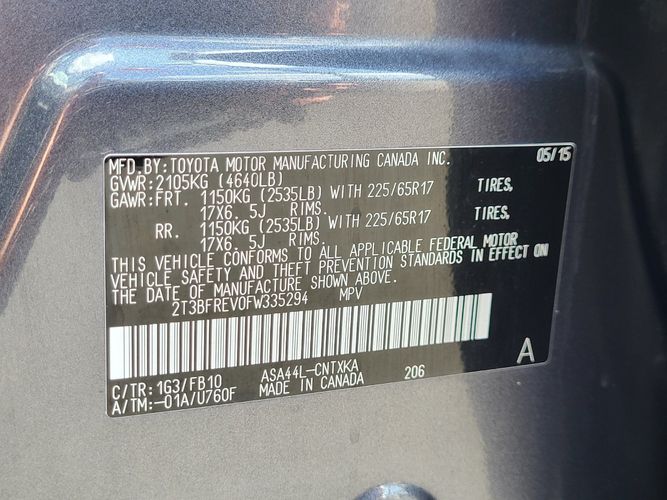 MFD.BY:TOYOTA MOTOR MANUFACTURING CANADA INC. 05/15
GVWR:2105KG (4640LB)
GAWR:FRT. 1150KG (2535LB) WITH 225/65R17 TIRES,
17X6. 5J RIMS.
RR. 1150KG (2535LB) WITH 225/65R17 TIRES,
17X6. 5J RIMS.
THIS VEHICLE CONFORMS TO ALL APPLICABLE FEDERAL MOTOR
VEHICLE SAFETY AND THEFT PREVENTION STANDARDS IN EFFECT ON
THE DATE OF MANUFACTURE SHOWN ABOVE.
2T3BFREV0FW335294 MPV
A
C/TR:1G3/FB10 ASA44L-CNTXKA 206
A/TM:-01A/U760F MADE IN CANADA